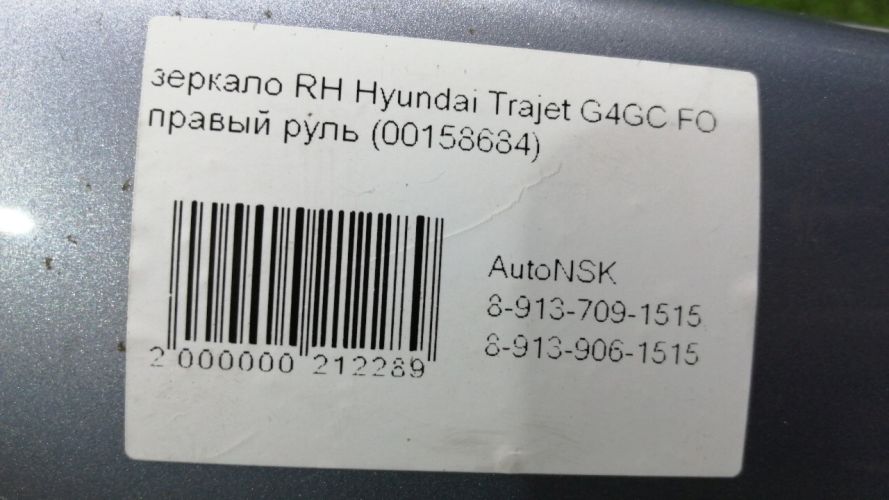 зеркало RH Hyundai Trajet G4GC FO
правый руль (00158684)
AutoNSK
8-913-709-1515
8-913-906-1515
2 000000 212289